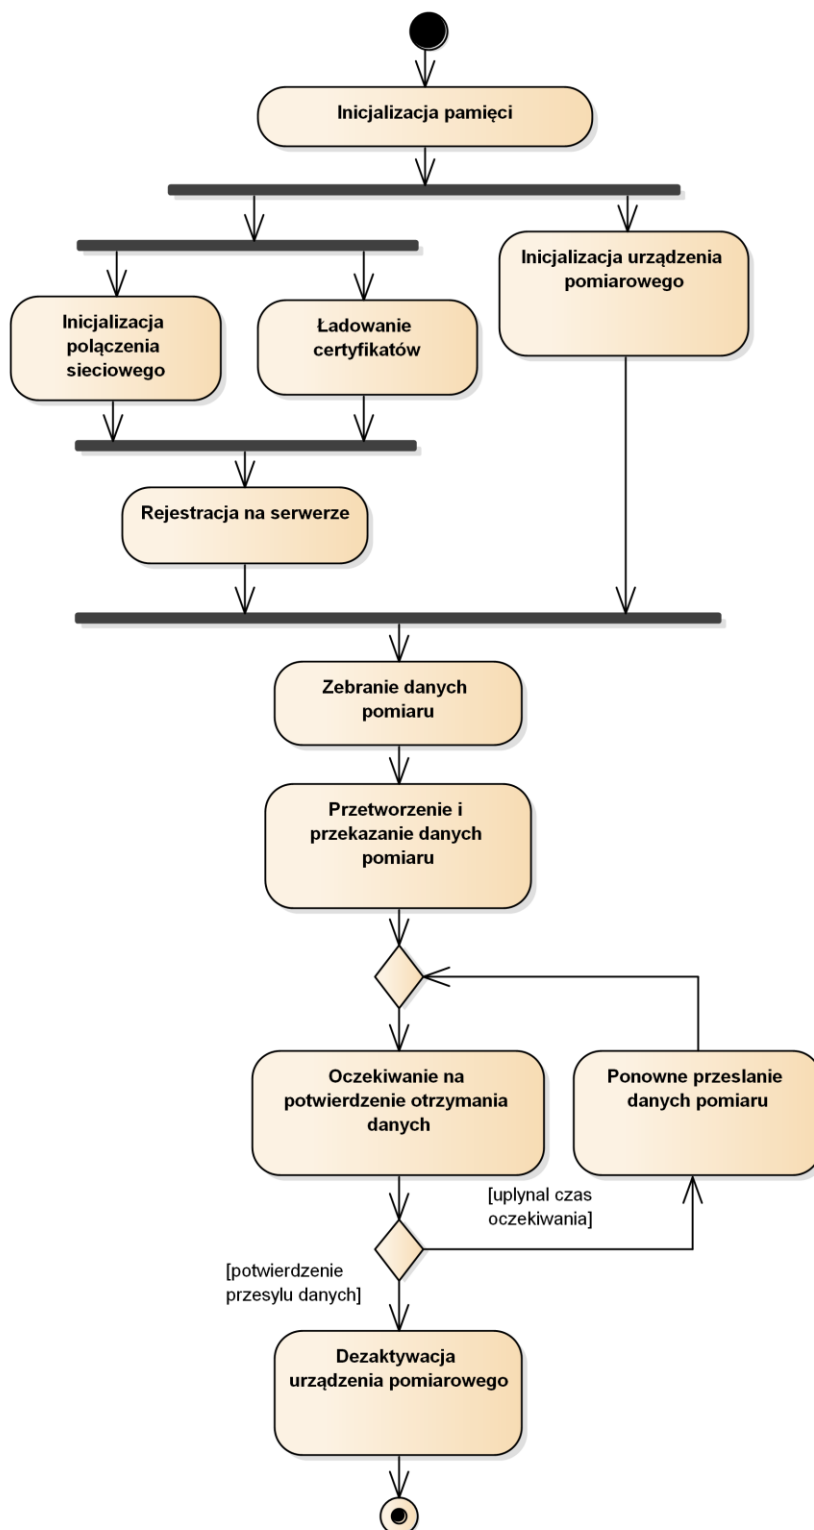 Inicjalizacja pamięci
Inicjalizacja urządzenia
pomiarowego
Inicjalizacja
polączenia
sieciowego
Ładowanie
certyfikatów
Rejestracja na serwerze
Zebranie danych
pomiaru
Przetworzenie i
przekazanie danych
pomiaru
Oczekiwanie na
potwierdzenie otrzymania
danych
Ponowne przeslanie
danych pomiaru
[uplynal czas
oczekiwania]
[potwierdzenie
przesylu danych]
Dezaktywacja
urządzenia pomiarowego